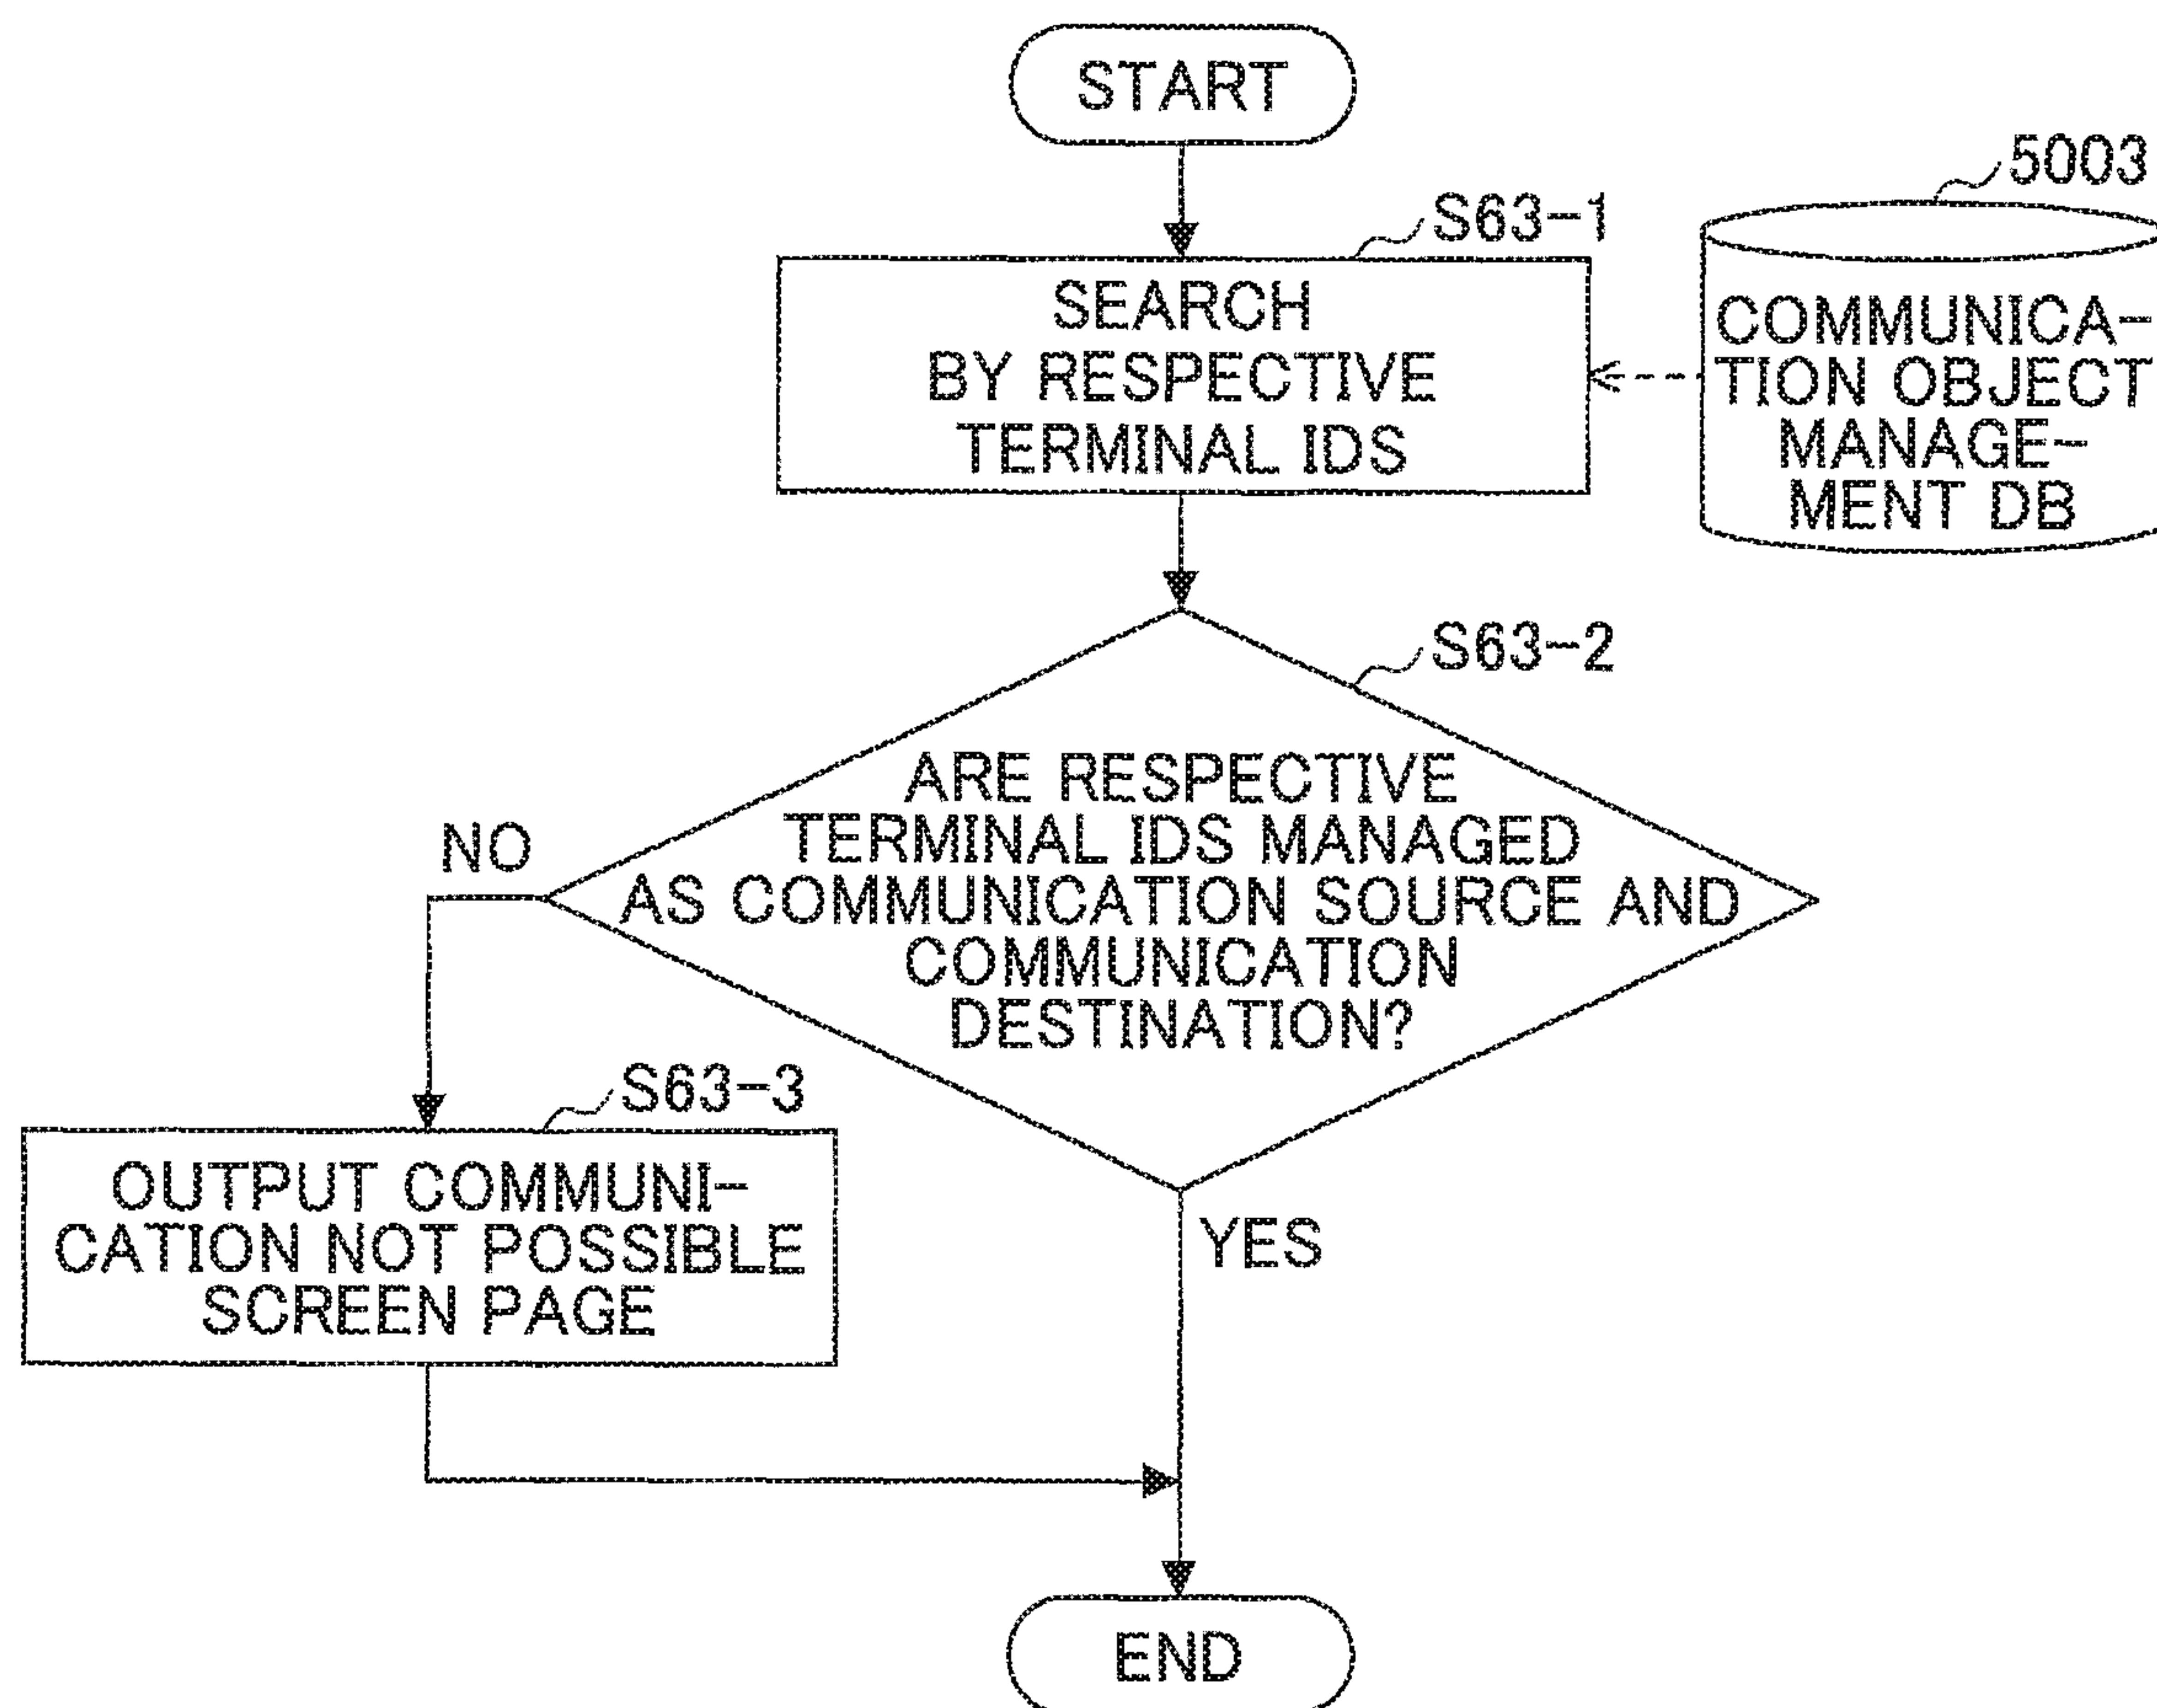 START
5003
S63-1
SEARCH
BY RESPECTIVE
TERMINAL IDS
COMMUNICA-
TION OBJECT
MANAGE-
MENT DB
S63-2
ARE RESPECTIVE
TERMINAL IDS MANAGED
AS COMMUNICATION SOURCE AND
COMMUNICATION
DESTINATION?
NO
S63-3
OUTPUT COMMUNI-
CATION NOT POSSIBLE
SCREEN PAGE
YES
END